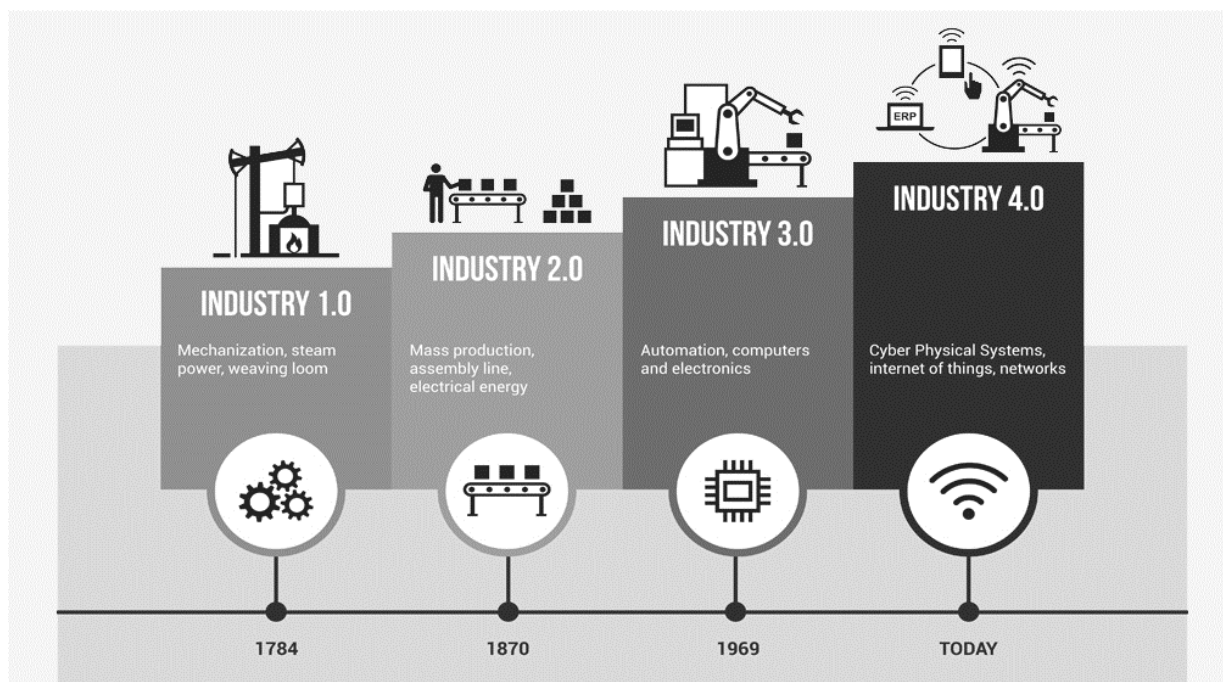 ERP
INDUSTRY 1.0
Mechanization, steam
power, weaving loom
INDUSTRY 2.0
Mass production,
assembly line,
electrical energy
INDUSTRY 3.0
Automation, computers
and electronics
INDUSTRY 4.0
Cyber Physical Systems,
internet of things, networks
1784
1870
1969
TODAY